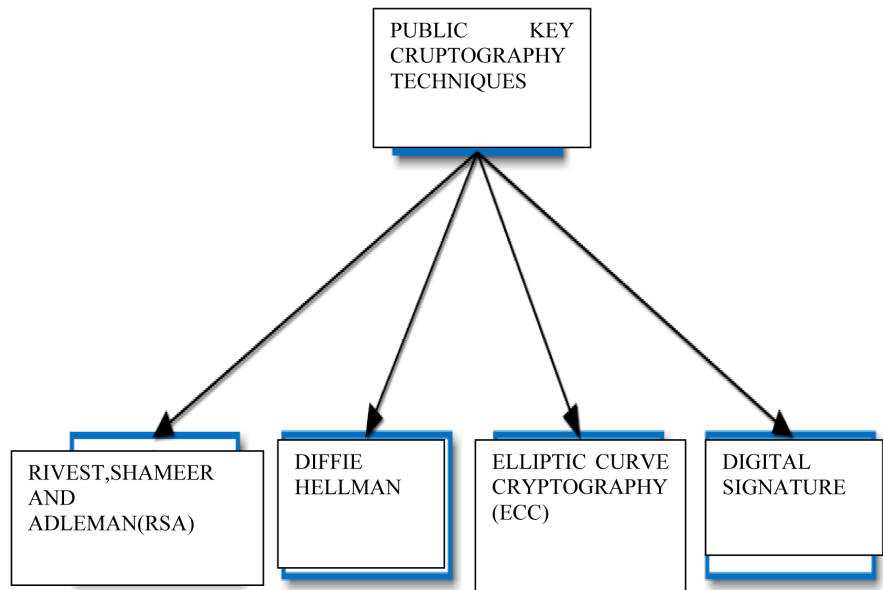 PUBLIC KEY
CRUPTOGRAPHY
TECHNIQUES
RIVEST,SHAMEER
AND
ADLEMAN(RSA)
DIFFIE
HELLMAN
ELLIPTIC CURVE
CRYPTOGRAPHY
(ECC)
DIGITAL
SIGNATURE